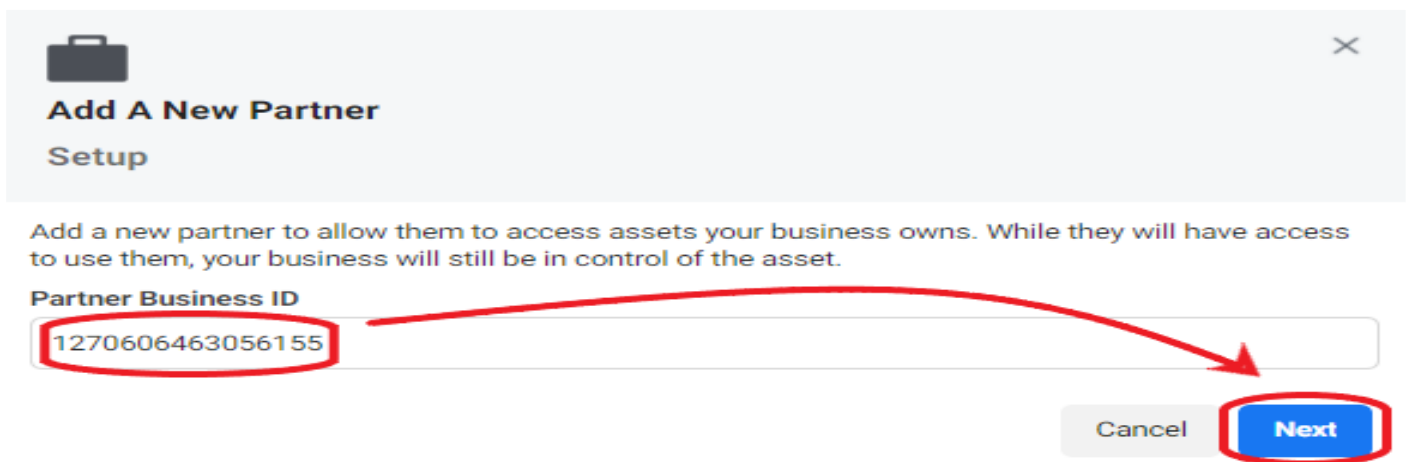 Add A New Partner
Setup
Add a new partner to allow them to access assets your business owns. While they will have access
to use them, your business will still be in control of the asset.
Partner Business ID
1270606463056155
Cancel
Next